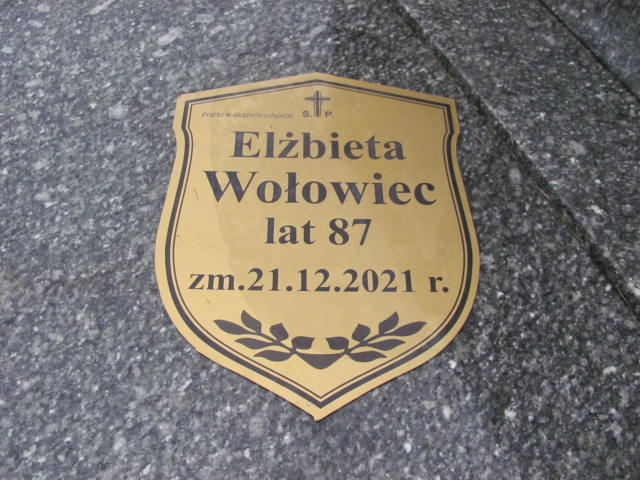 ŻYJESZ W NASZYCH SERCACH
Ś. P.
Elżbieta
Wołowiec
lat 87
zm.21.12.2021 r.